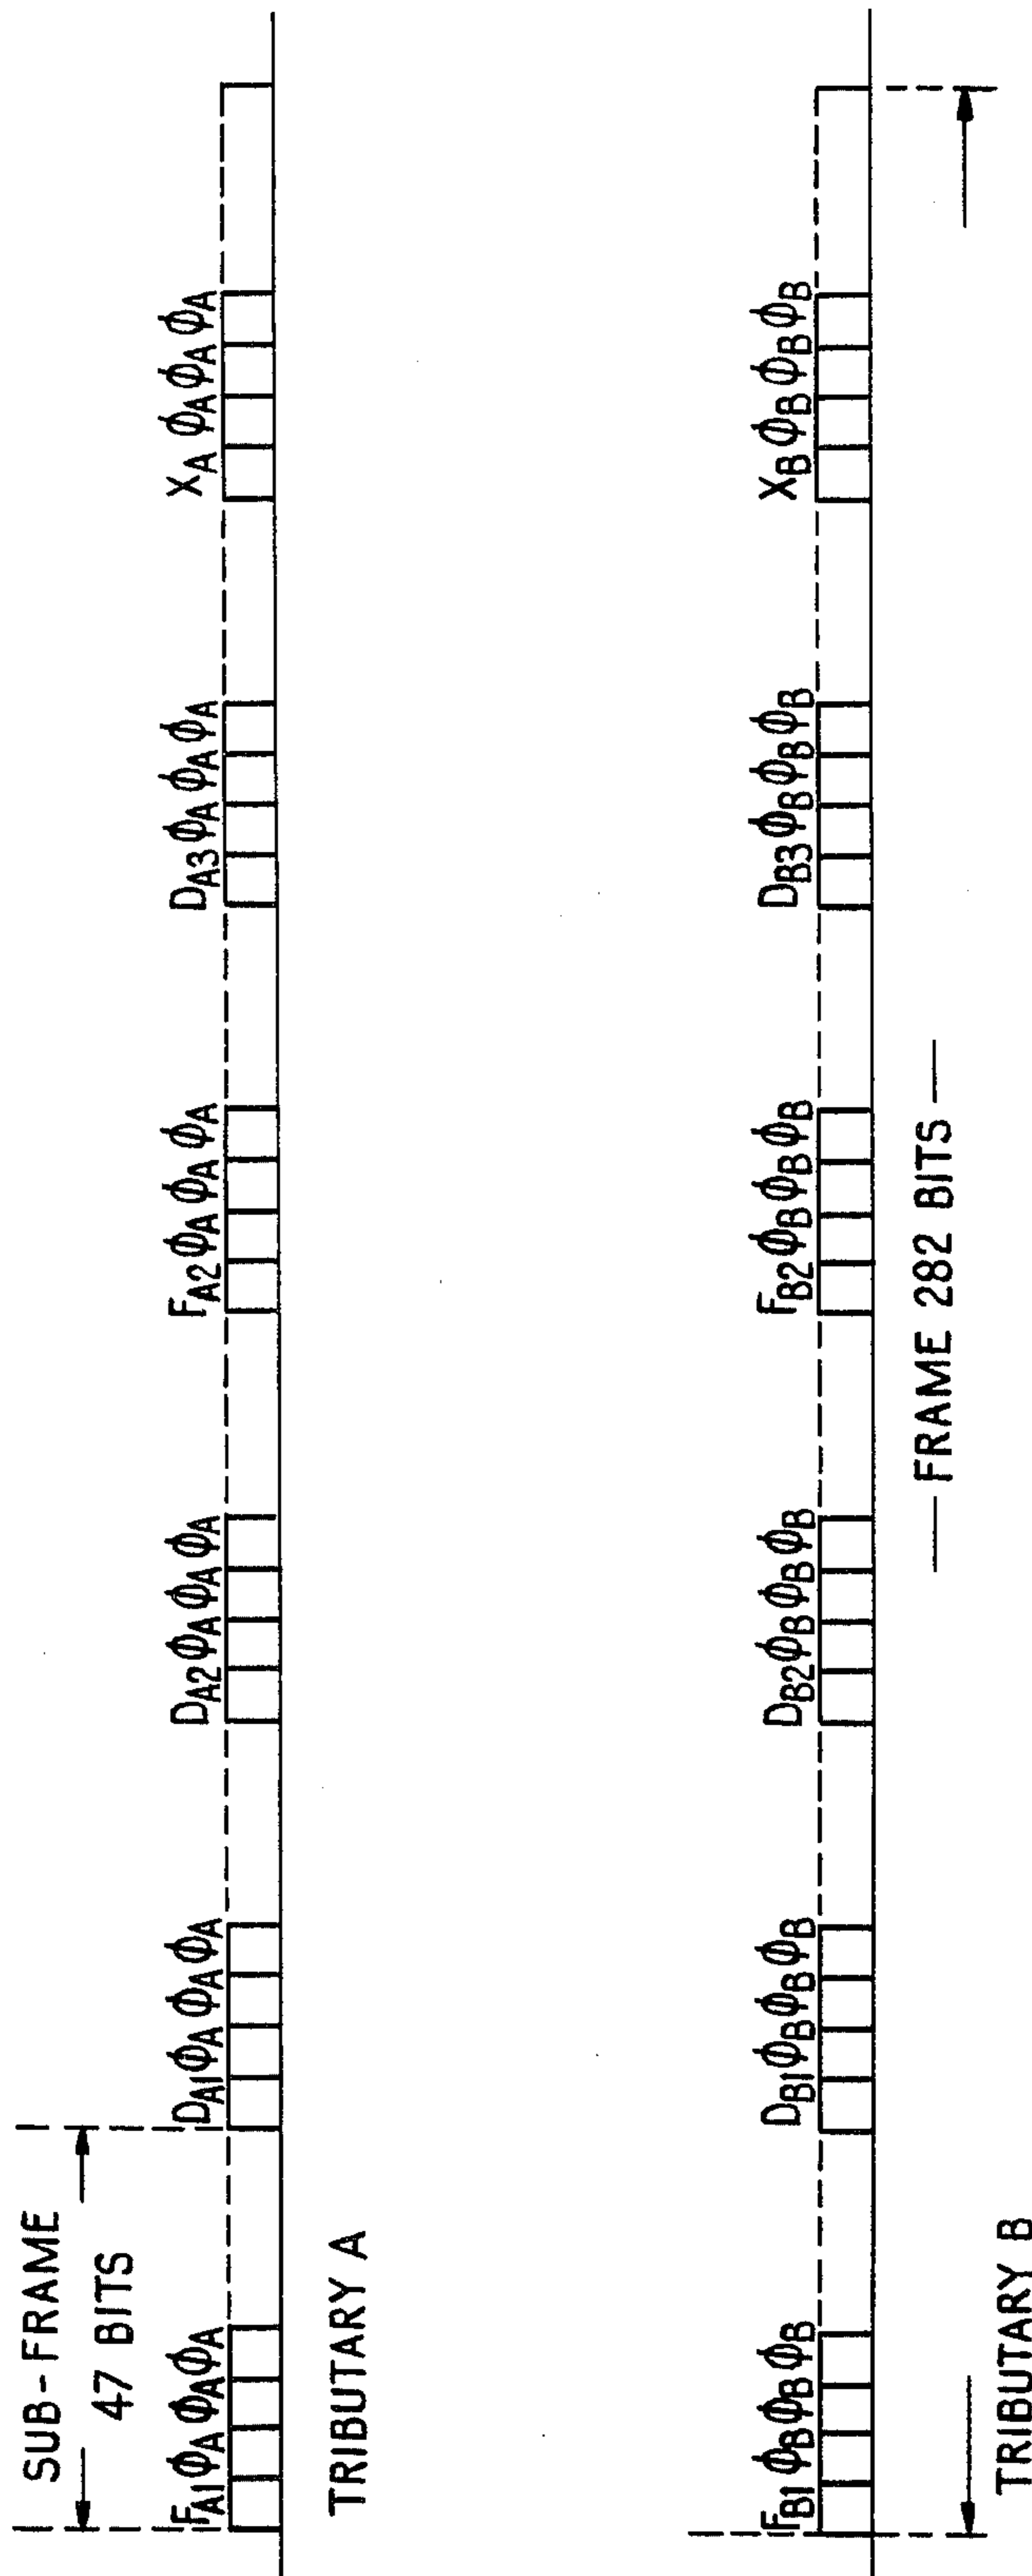 SUB-FRAME
47 BITS
F_A1 ϕ_A ϕ_A ϕ_A D_A1 ϕ_A ϕ_A ϕ_A D_A2 ϕ_A ϕ_A ϕ_A F_A2 ϕ_A ϕ_A ϕ_A D_A3 ϕ_A ϕ_A ϕ_A X_A ϕ_A ϕ_A ϕ_A
TRIBUTARY A
F_B1 ϕ_B ϕ_B ϕ_B D_B1 ϕ_B ϕ_B ϕ_B D_B2 ϕ_B ϕ_B ϕ_B F_B2 ϕ_B ϕ_B ϕ_B D_B3 ϕ_B ϕ_B ϕ_B X_B ϕ_B ϕ_B ϕ_B
FRAME 282 BITS
TRIBUTARY B